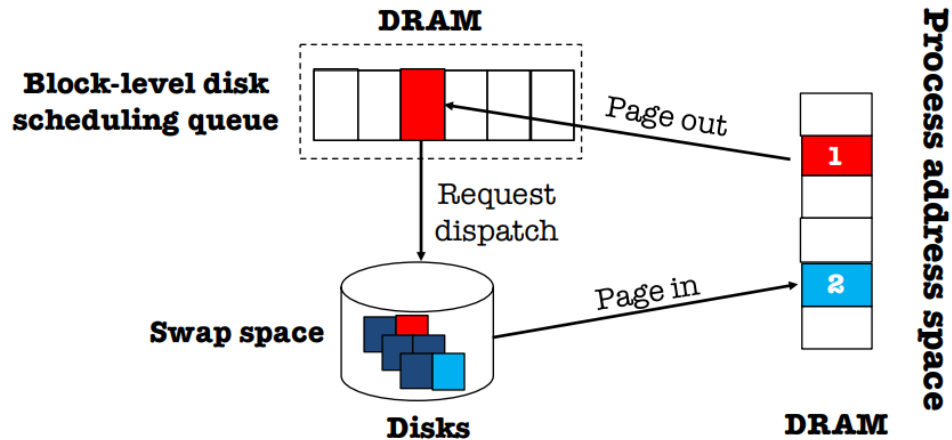 DRAM
Block-level disk
scheduling queue
Page out
1
Request
dispatch
2
Page in
Swap space
Disks
DRAM
Process address space